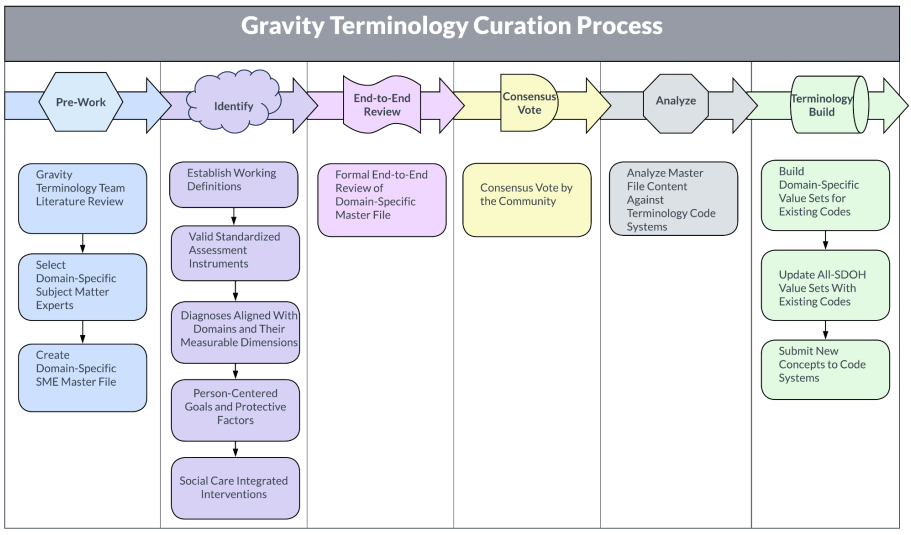 Gravity Terminology Curation Process
Pre-Work
Identify
End-to-End
Review
Consensus
Vote
Analyze
Terminology
Build
Gravity
Terminology Team
Literature Review
Select
Domain-Specific
Subject Matter
Experts
Create
Domain-Specific
SME Master File
Establish Working
Definitions
Valid Standardized
Assessment
Instruments
Diagnoses Aligned With
Domains and Their
Measurable Dimensions
Person-Centered
Goals and Protective
Factors
Social Care Integrated
Interventions
Formal End-to-End
Review of
Domain-Specific
Master File
Consensus Vote by
the Community
Analyze Master
File Content
Against
Terminology Code
Systems
Build
Domain-Specific
Value Sets for
Existing Codes
Update All-SDOH
Value Sets With
Existing Codes
Submit New
Concepts to Code
Systems